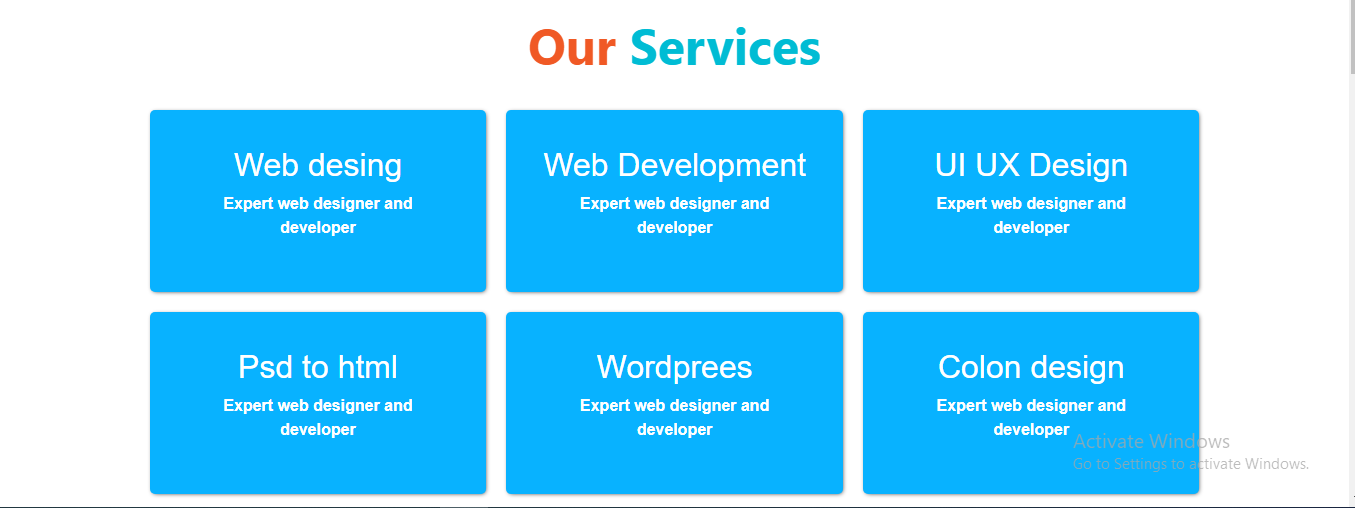 Our Services
Web desing
Expert web designer and
developer
Web Development
Expert web designer and
developer
UI UX Design
Expert web designer and
developer
Psd to html
Expert web designer and
developer
Wordprees
Expert web designer and
developer
Colon design
Expert web designer and
developer
Activate Windows
Go to Settings to activate Windows.